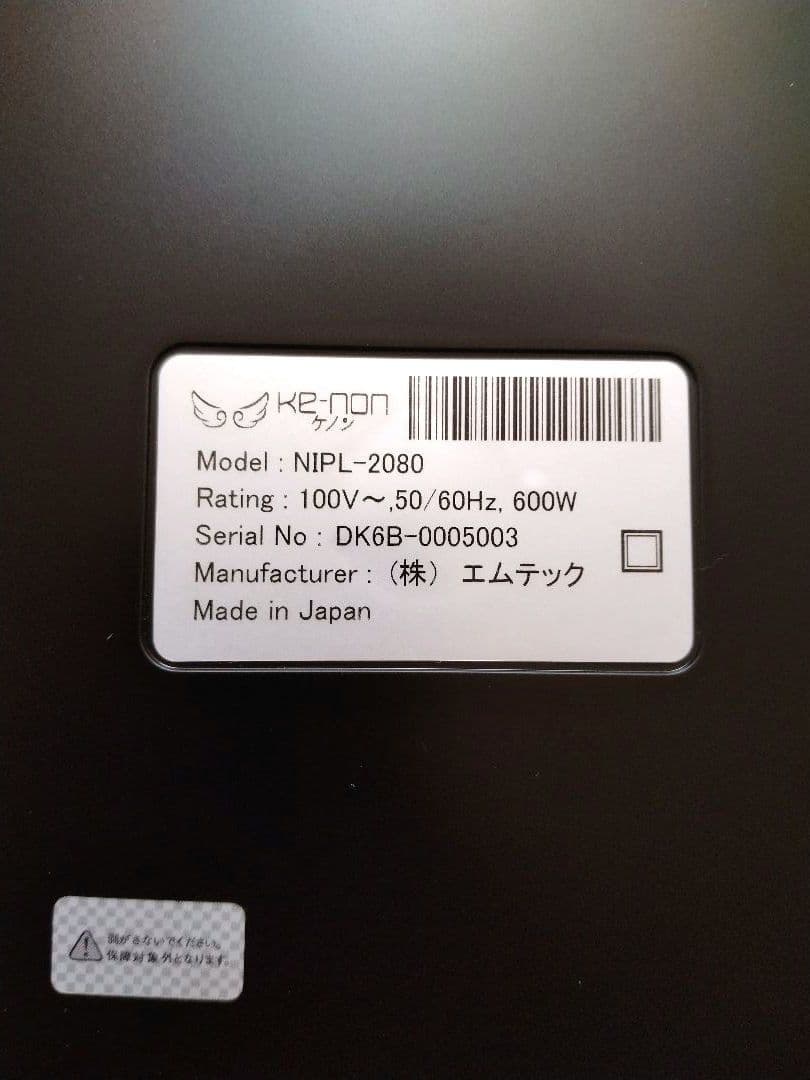 Ke-non
ケノン
Model : NIPL-2080
Rating : 100V～,50/60Hz, 600W
Serial No : DK6B-0005003
Manufacturer : （株） エムテック
Made in Japan
剥がさないでください。
保障対象外となります。